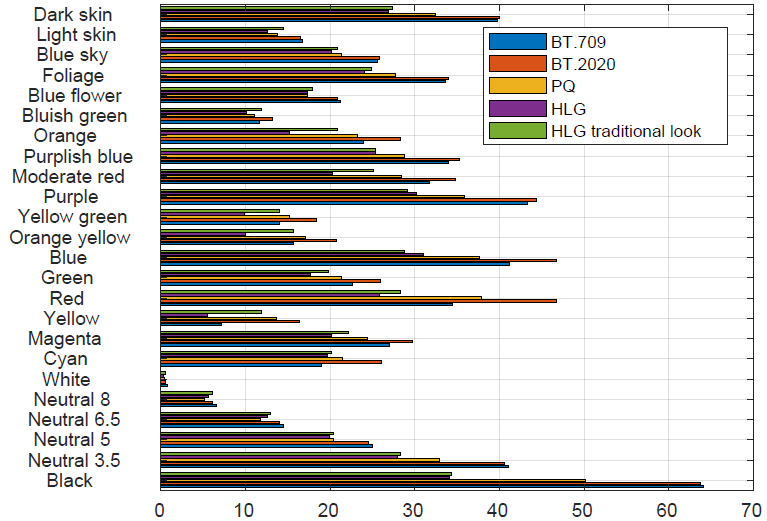 Dark skin
Light skin
Blue sky
Foliage
Blue flower
Bluish green
Orange
Purplish blue
Moderate red
Purple
Yellow green
Orange yellow
Blue
Green
Red
Yellow
Magenta
Cyan
White
Neutral 8
Neutral 6.5
Neutral 5
Neutral 3.5
Black
BT.709
BT.2020
PQ
HLG
HLG traditional look
0 10 20 30 40 50 60 70